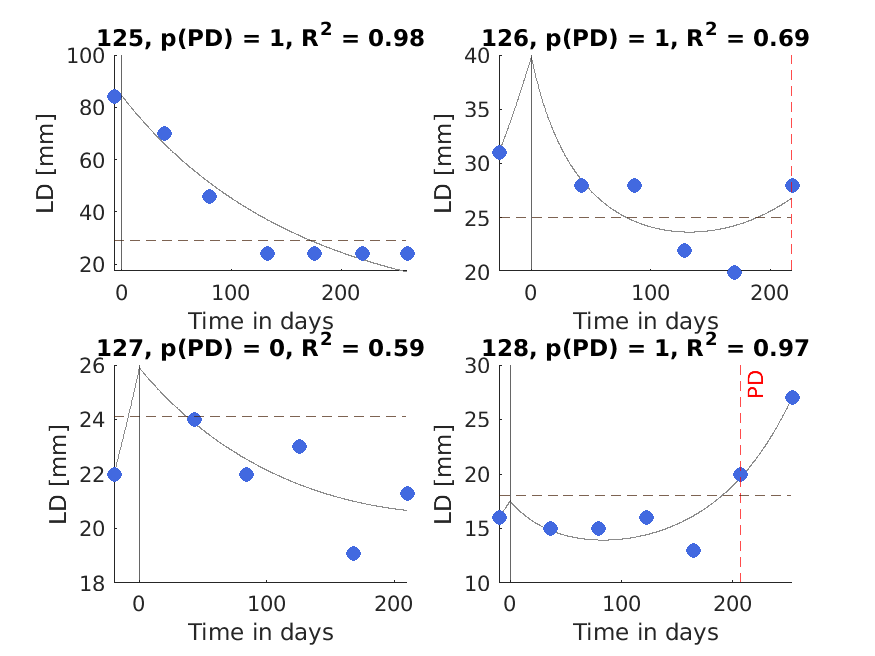 125, p(PD) = 1, R2 = 0.98
LD [mm]
100
80
60
40
20
0 100 200
Time in days
126, p(PD) = 1, R2 = 0.69
LD [mm]
40
35
30
25
20
0 100 200
Time in days
127, p(PD) = 0, R2 = 0.59
LD [mm]
26
24
22
20
18
0 100 200
Time in days
128, p(PD) = 1, R2 = 0.97
LD [mm]
30
25
20
15
10
PD
0 100 200
Time in days